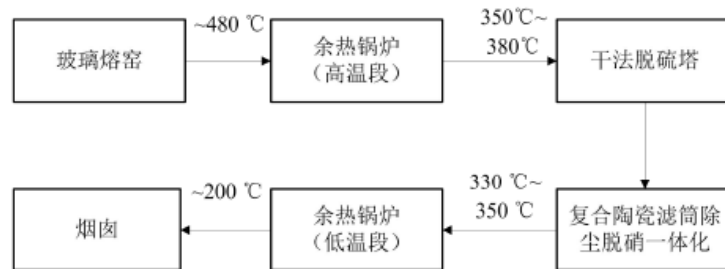 ~480 ℃
350℃~
380℃
玻璃熔窑
余热锅炉
（高温段）
干法脱硫塔
~200 ℃
330 ℃~
350 ℃
烟囱
余热锅炉
（低温段）
复合陶瓷滤筒除
尘脱硝一体化